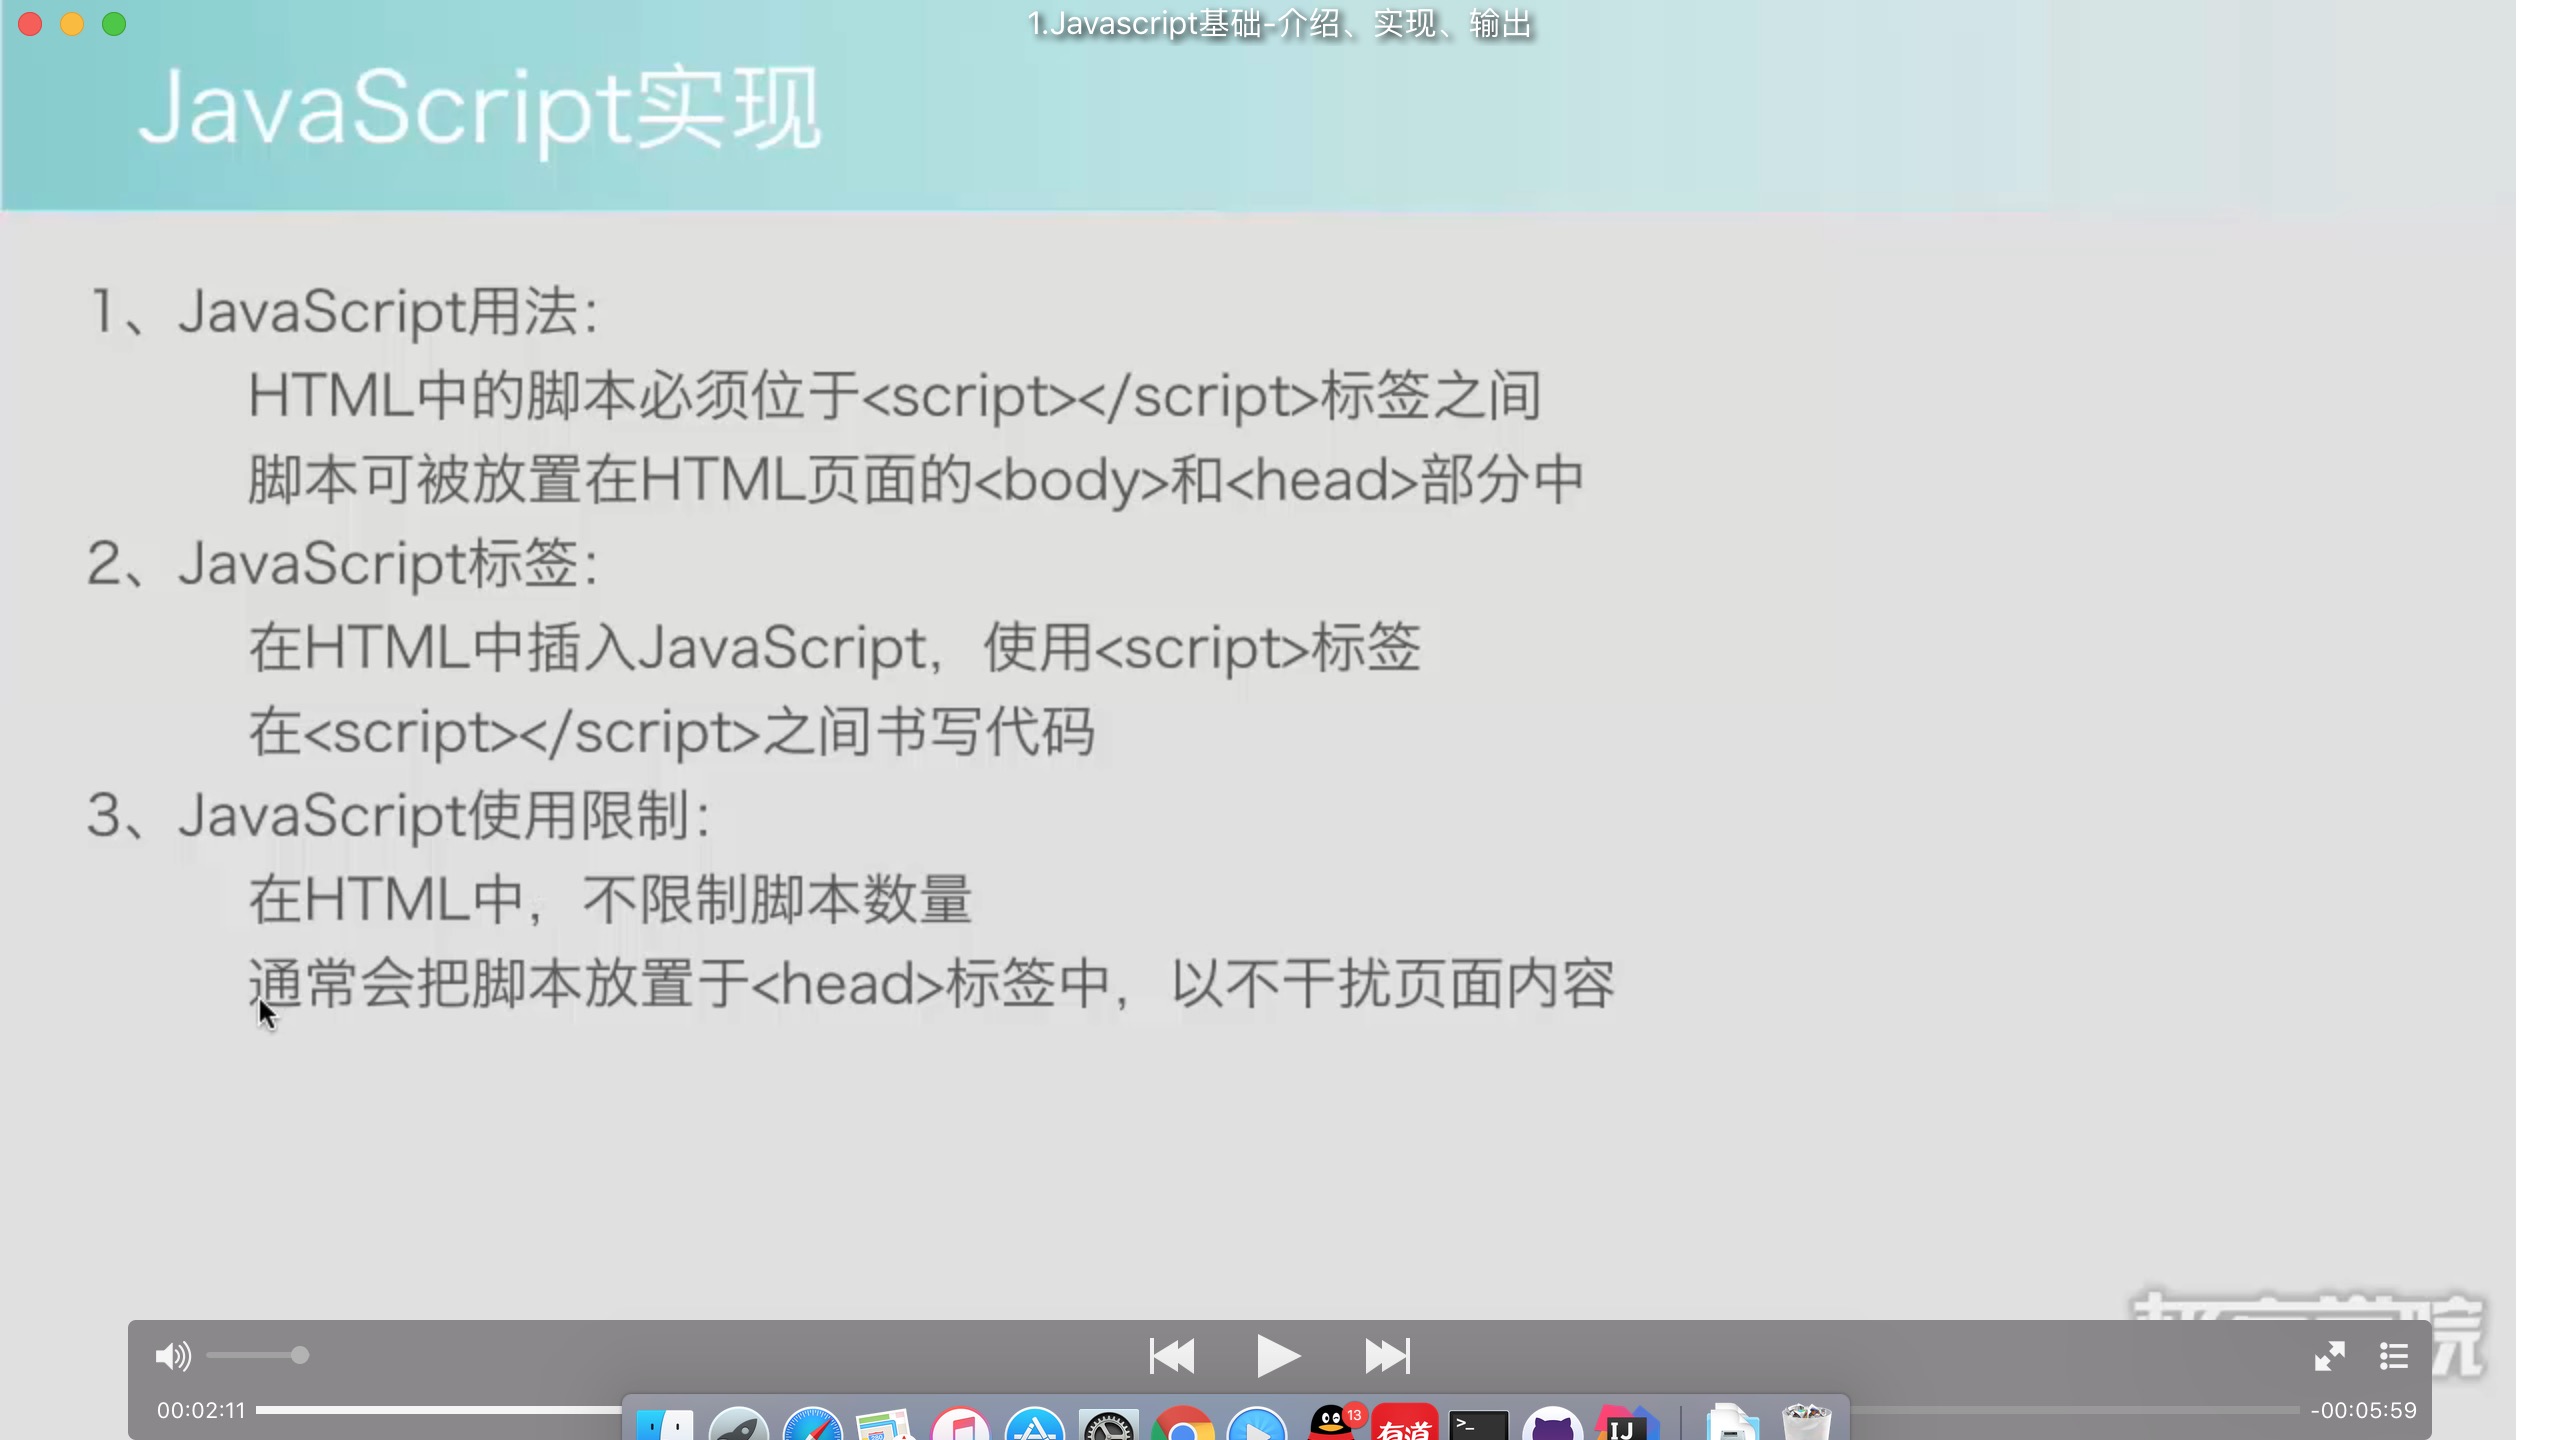 1.Javascript基础-介绍、实现、输出
JavaScript实现
1、JavaScript用法：
HTML中的脚本必须位于<script></script>标签之间
脚本可被放置在HTML页面的<body>和<head>部分中
2、JavaScript标签：
在HTML中插入JavaScript，使用<script>标签
在<script></script>之间书写代码
3、JavaScript使用限制：
在HTML中，不限制脚本数量
通常会把脚本放置于<head>标签中，以不干扰页面内容
00:02:11
-00:05:59
13
有道
>_
IJ